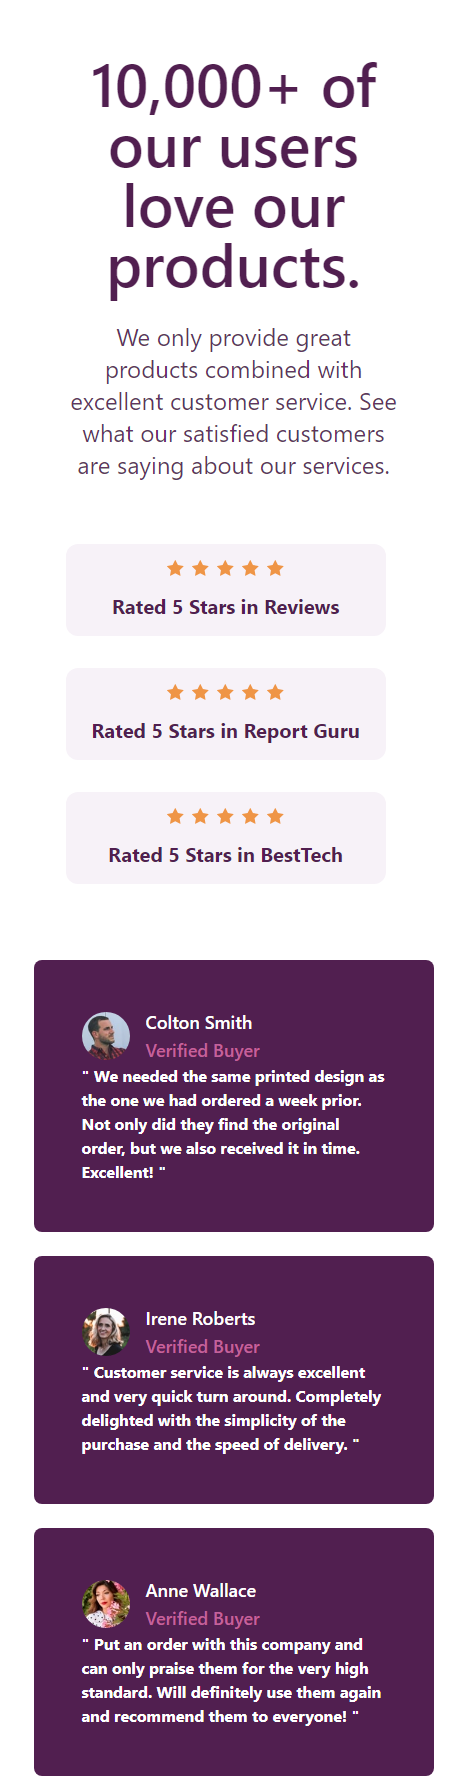 10,000+ of
our users
love our
products.
We only provide great
products combined with
excellent customer service. See
what our satisfied customers
are saying about our services.
Rated 5 Stars in Reviews
Rated 5 Stars in Report Guru
Rated 5 Stars in BestTech
Colton Smith
Verified Buyer
" We needed the same printed design as
the one we had ordered a week prior.
Not only did they find the original
order, but we also received it in time.
Excellent! "
Irene Roberts
Verified Buyer
" Customer service is always excellent
and very quick turn around. Completely
delighted with the simplicity of the
purchase and the speed of delivery. "
Anne Wallace
Verified Buyer
" Put an order with this company and
can only praise them for the very high
standard. Will definitely use them again
and recommend them to everyone! "